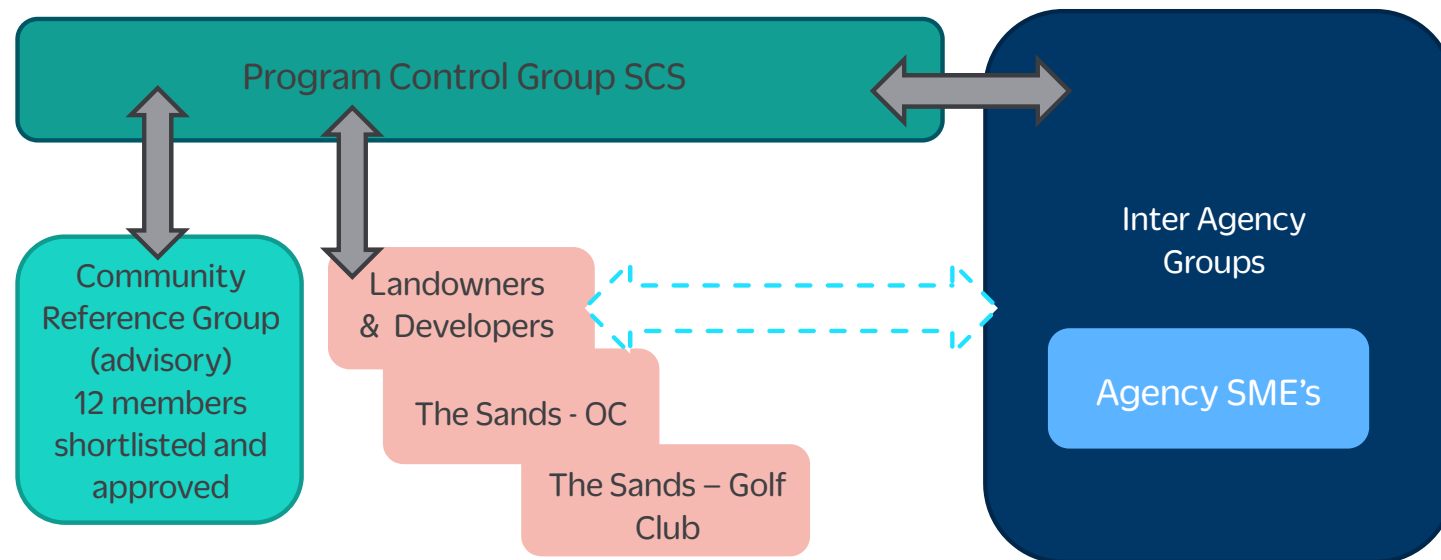 Program Control Group SCS
Community
Reference Group
(advisory)
12 members
shortlisted and
approved
Landowners
& Developers
The Sands - OC
The Sands – Golf
Club
Inter Agency
Groups
Agency SME's